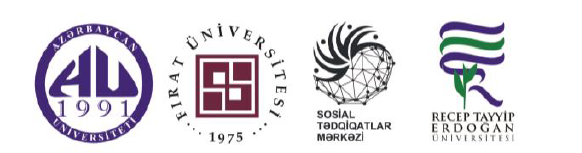 AZƏRBAYCAN
AU
1991
ÜNİVERSİTETİ
FIRAT ÜNİVERSİTESİ
1975
SOSİAL
TƏDQİQATLAR
MƏRKƏZİ
RECEP TAYYİP
ERDOĞAN
ÜNİVERSİTESİ